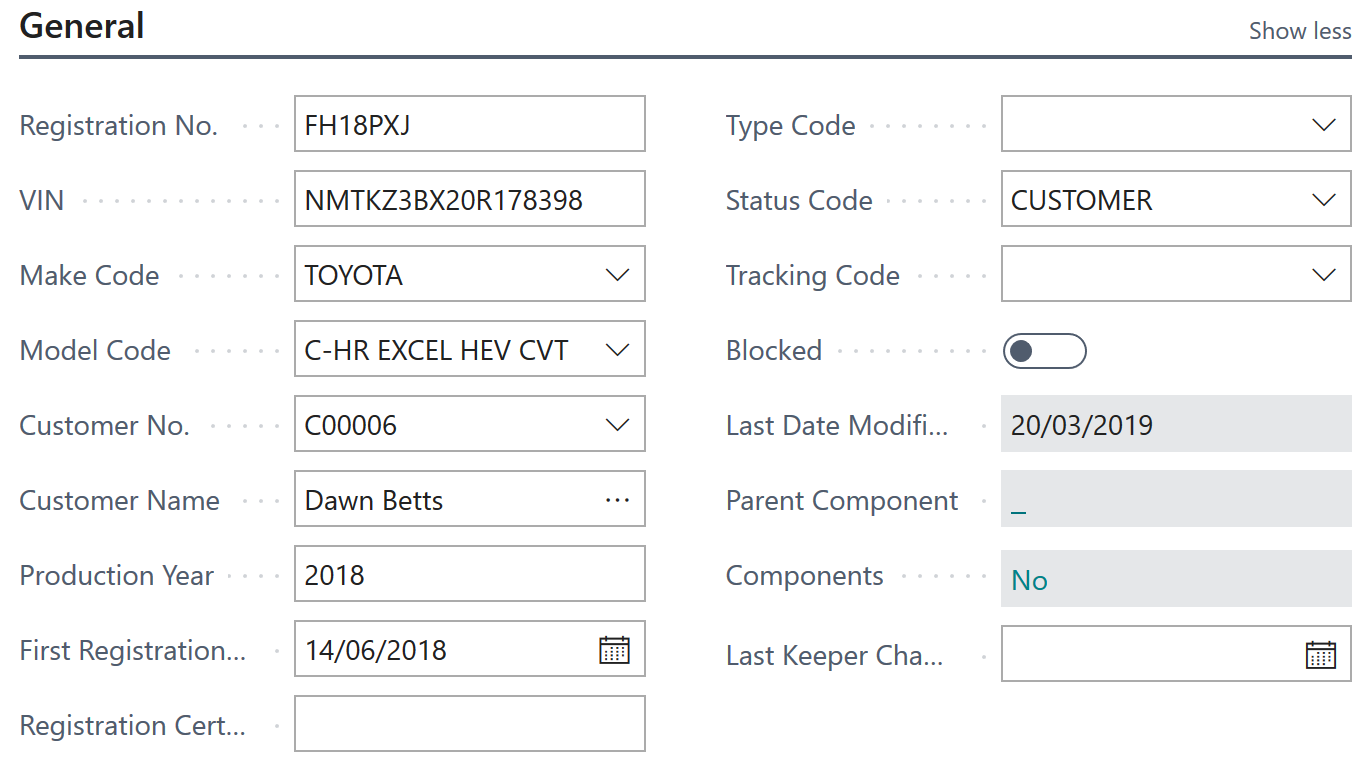 General
Show less
Registration No. FH18PXJ
VIN NMTKZ3BX20R178398
Make Code TOYOTA
Model Code C-HR EXCEL HEV CVT
Customer No. C00006
Customer Name Dawn Betts ···
Production Year 2018
First Registration... 14/06/2018
Registration Cert...
Type Code
Status Code CUSTOMER
Tracking Code
Blocked
Last Date Modifi... 20/03/2019
Parent Component _
Components No
Last Keeper Cha...